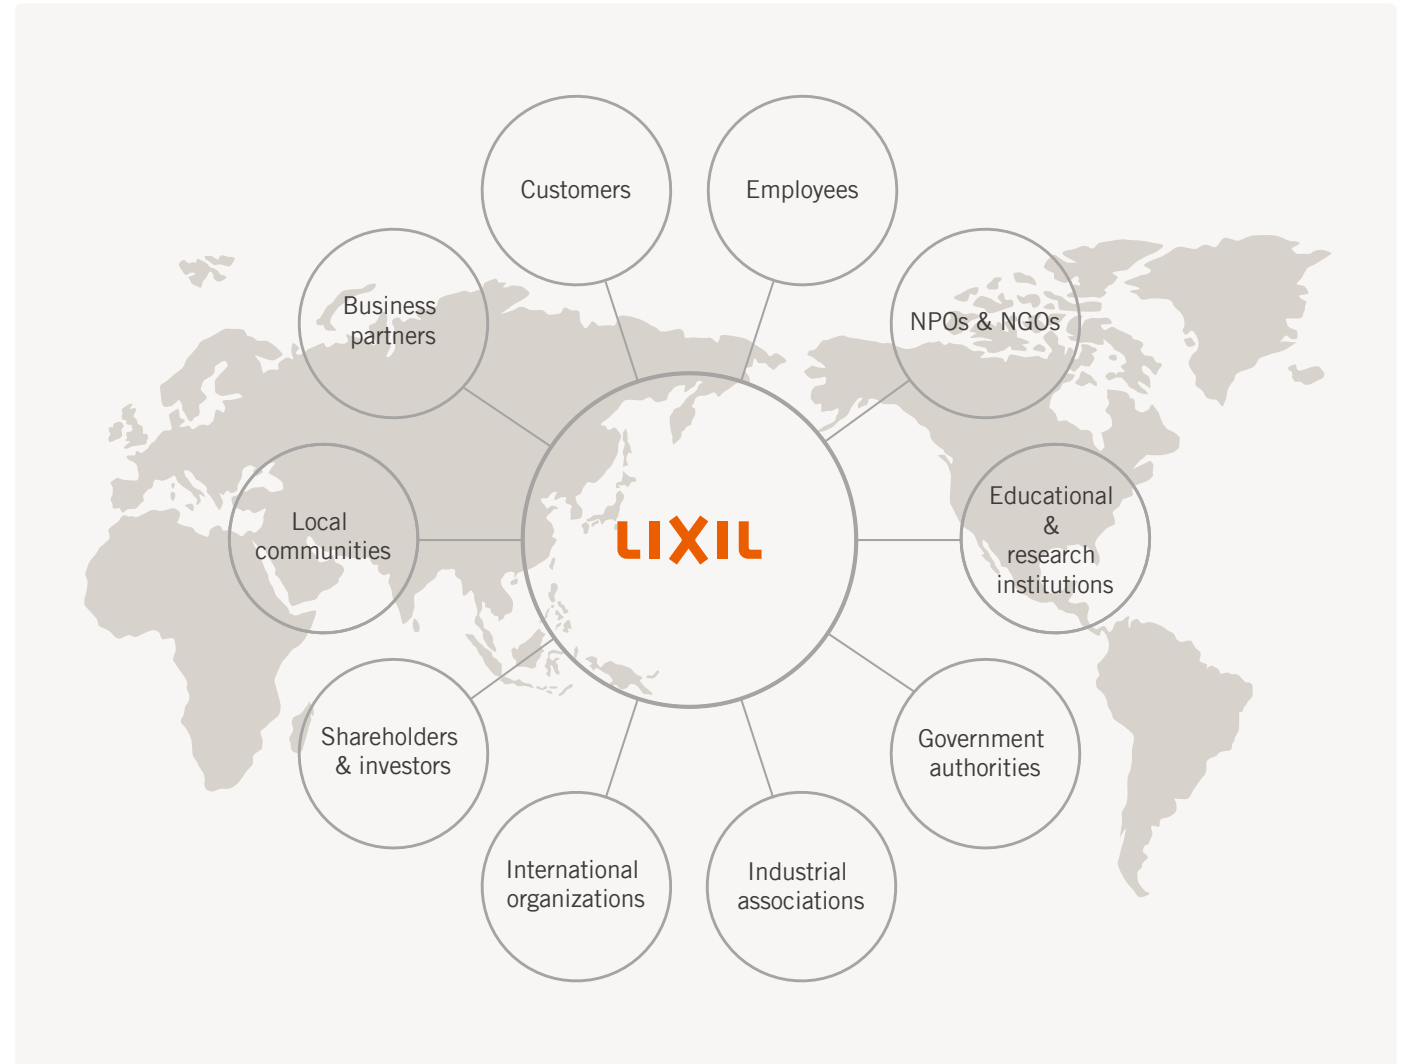 Customers
Employees
Business
partners
NPOs & NGOs
Local
communities
LIXIL
Educational
&
research
institutions
Shareholders
& investors
Government
authorities
International
organizations
Industrial
associations